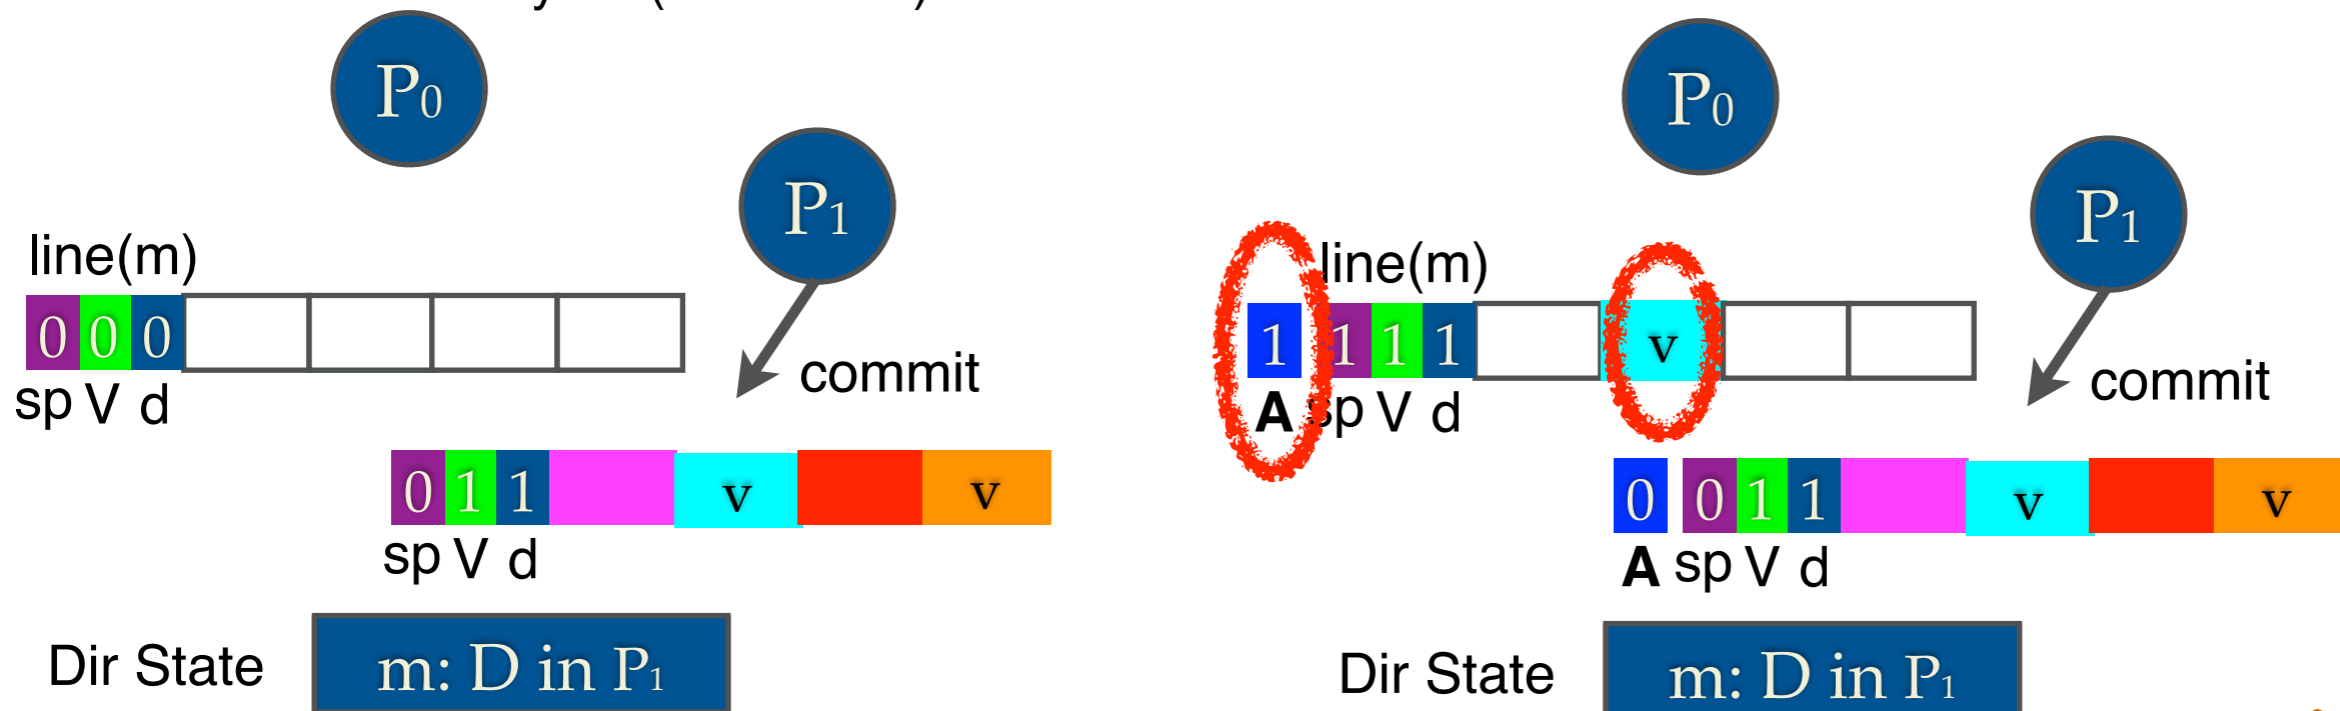 P0
P1
line(m)
0 0 0
sp V d
commit
0 1 1 v v
sp V d
Dir State
m: D in P1
P0
P1
line(m)
1 1 1 1 v
A sp V d
commit
0 0 1 1 v v
A sp V d
Dir State
m: D in P1